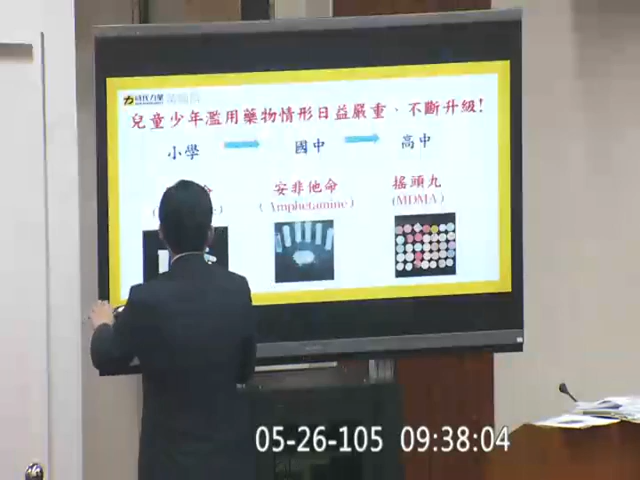 時代力量
兒童少年濫用藥物情形日益嚴重、不斷升級!
小學
國中
高中
安非他命
搖頭丸
(Amphetamine)
(MDMA)
05-26-105 09:38:04